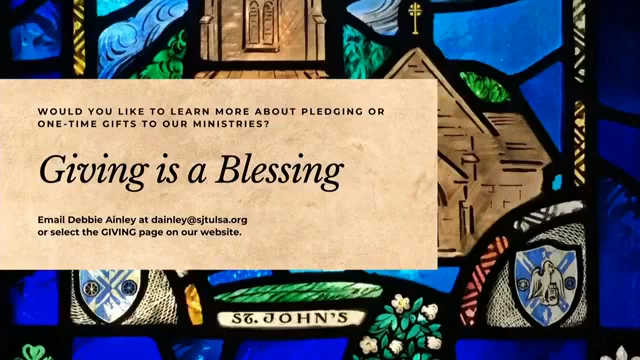 WOULD YOU LIKE TO LEARN MORE ABOUT PLEDGING OR
ONE-TIME GIFTS TO OUR MINISTRIES?
Giving is a Blessing
Email Debbie Ainley at dainley@sjtulsa.org
or select the GIVING page on our website.
ST. JOHN'S